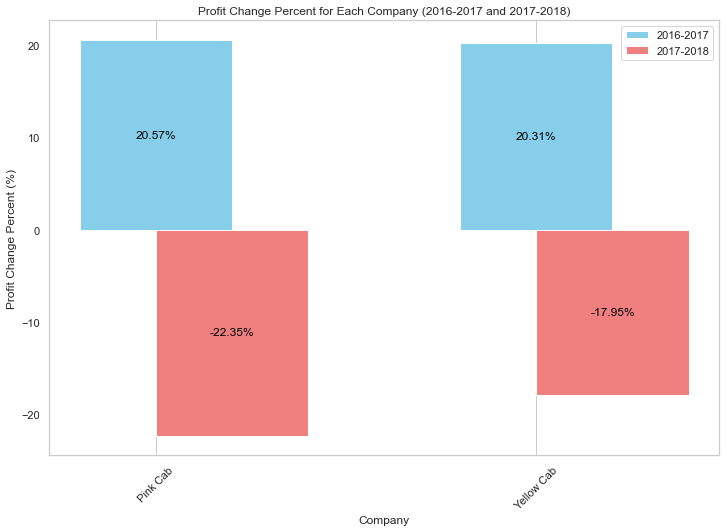 Profit Change Percent for Each Company (2016-2017 and 2017-2018)
2016-2017
2017-2018
Profit Change Percent (%)
20
10
0
−10
−20
20.57%
20.31%
-22.35%
-17.95%
Pink Cab
Yellow Cab
Company